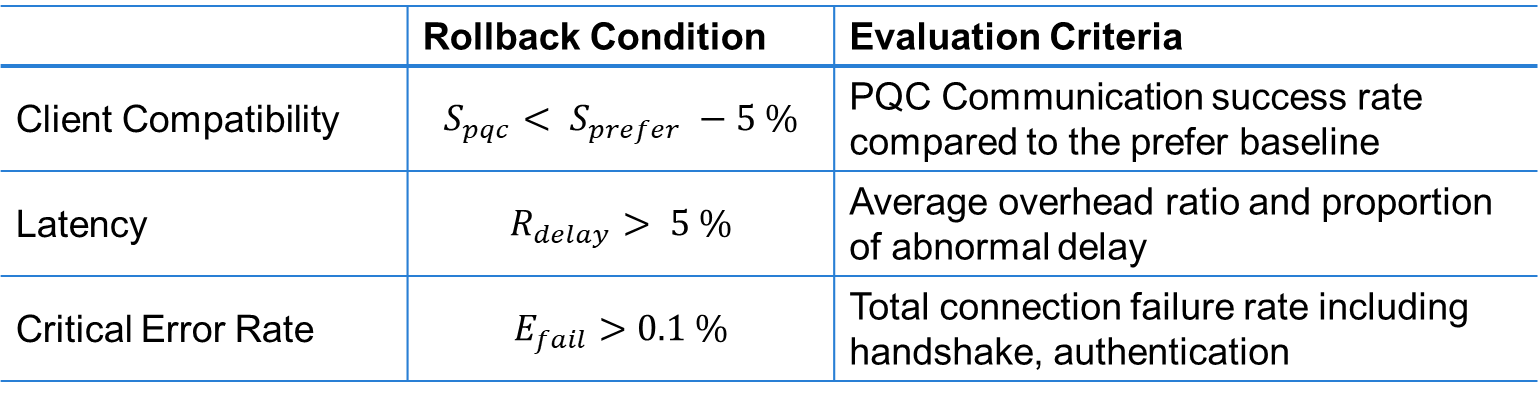 Rollback Condition
Evaluation Criteria
Client Compatibility
S_pqc < S_prefer − 5 %
PQC Communication success rate
compared to the prefer baseline
Latency
R_delay > 5 %
Average overhead ratio and proportion
of abnormal delay
Critical Error Rate
E_fail > 0.1 %
Total connection failure rate including
handshake, authentication